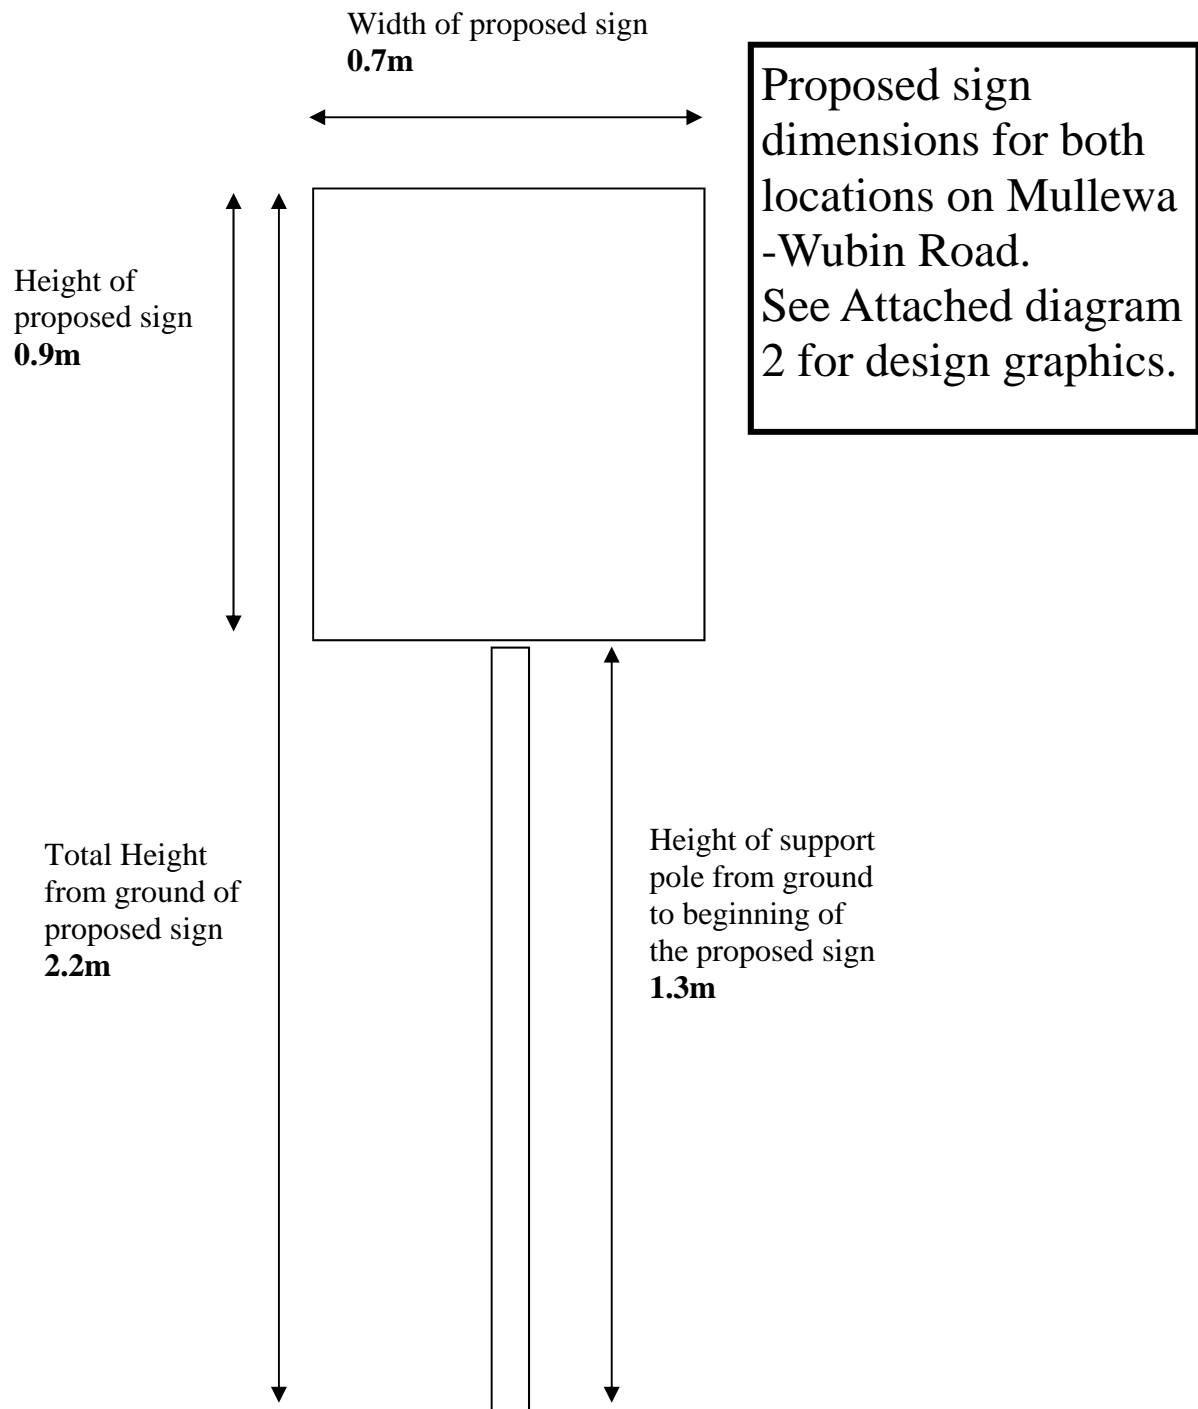 Width of proposed sign
0.7m
Proposed sign
dimensions for both
locations on Mullewa
-Wubin Road.
See Attached diagram
2 for design graphics.
Height of
proposed sign
0.9m
Total Height
from ground of
proposed sign
2.2m
Height of support
pole from ground
to beginning of
the proposed sign
1.3m